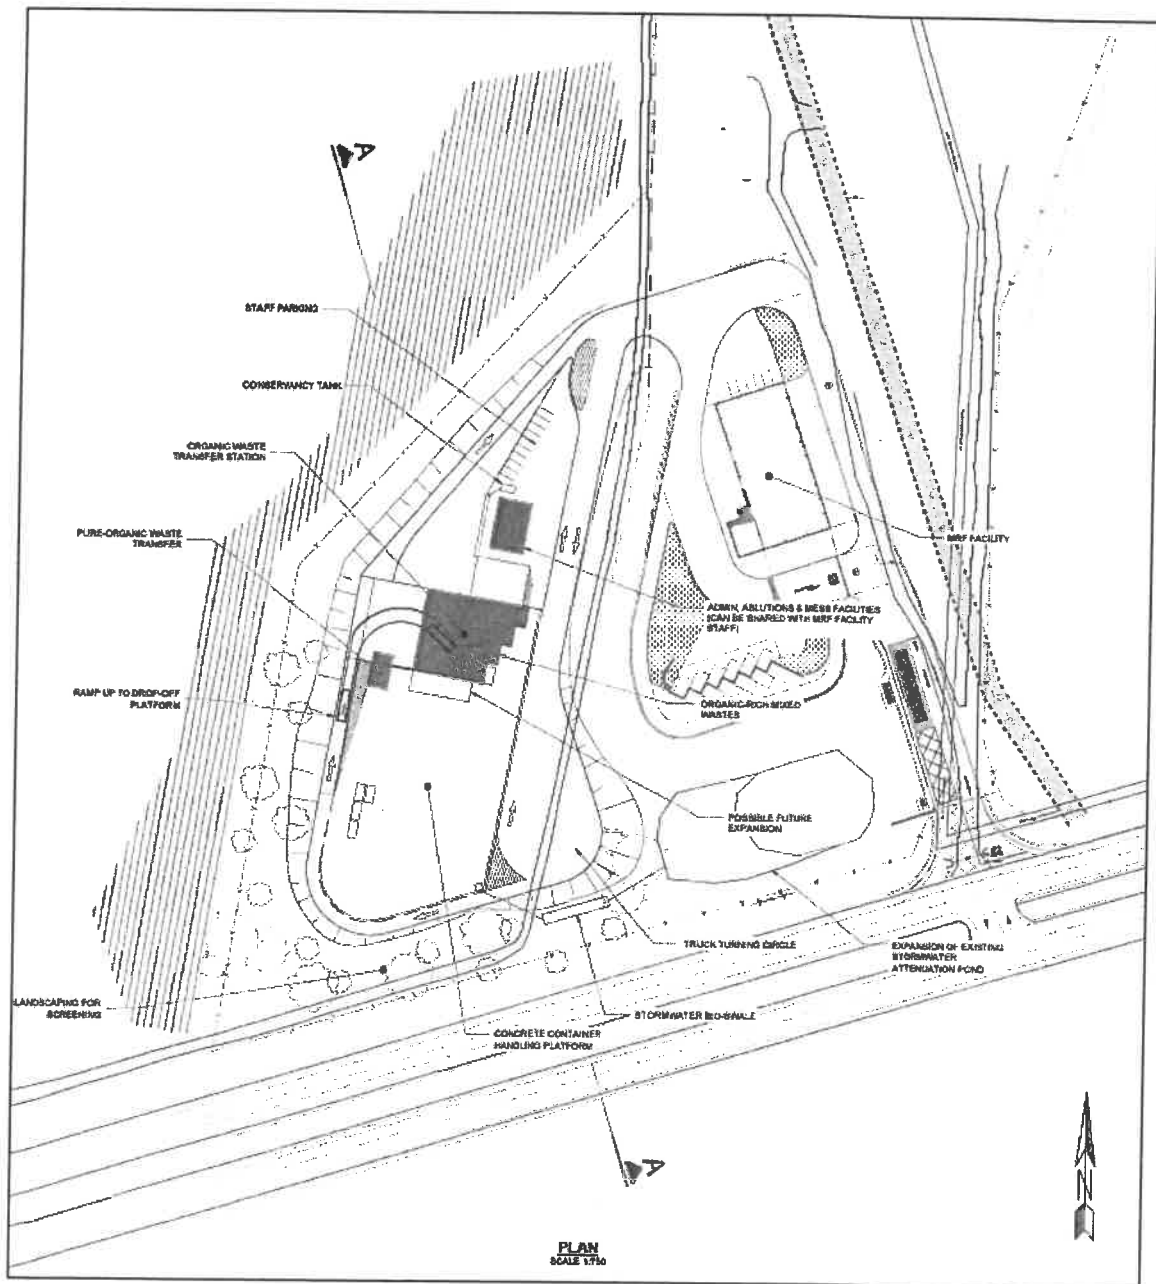 A
STAFF PARKING
CONSERVANCY TANK
ORGANIC WASTE
TRANSFER STATION
PURE-ORGANIC WASTE
TRANSFER
MRF FACILITY
ADMIN, ABLUTIONS & MESS FACILITIES
(CAN BE SHARED WITH MRF FACILITY
STAFF)
RAMP UP TO DROP-OFF
PLATFORM
ORGANIC-RICH MIXED
WASTES
POSSIBLE FUTURE
EXPANSION
TRUCK TURNING CIRCLE
EXPANSION OF EXISTING
STORMWATER
ATTENUATION POND
LANDSCAPING FOR
SCREENING
STORMWATER BIO-SWALE
CONCRETE CONTAINER
HANDLING PLATFORM
A
N
PLAN
SCALE 1:750